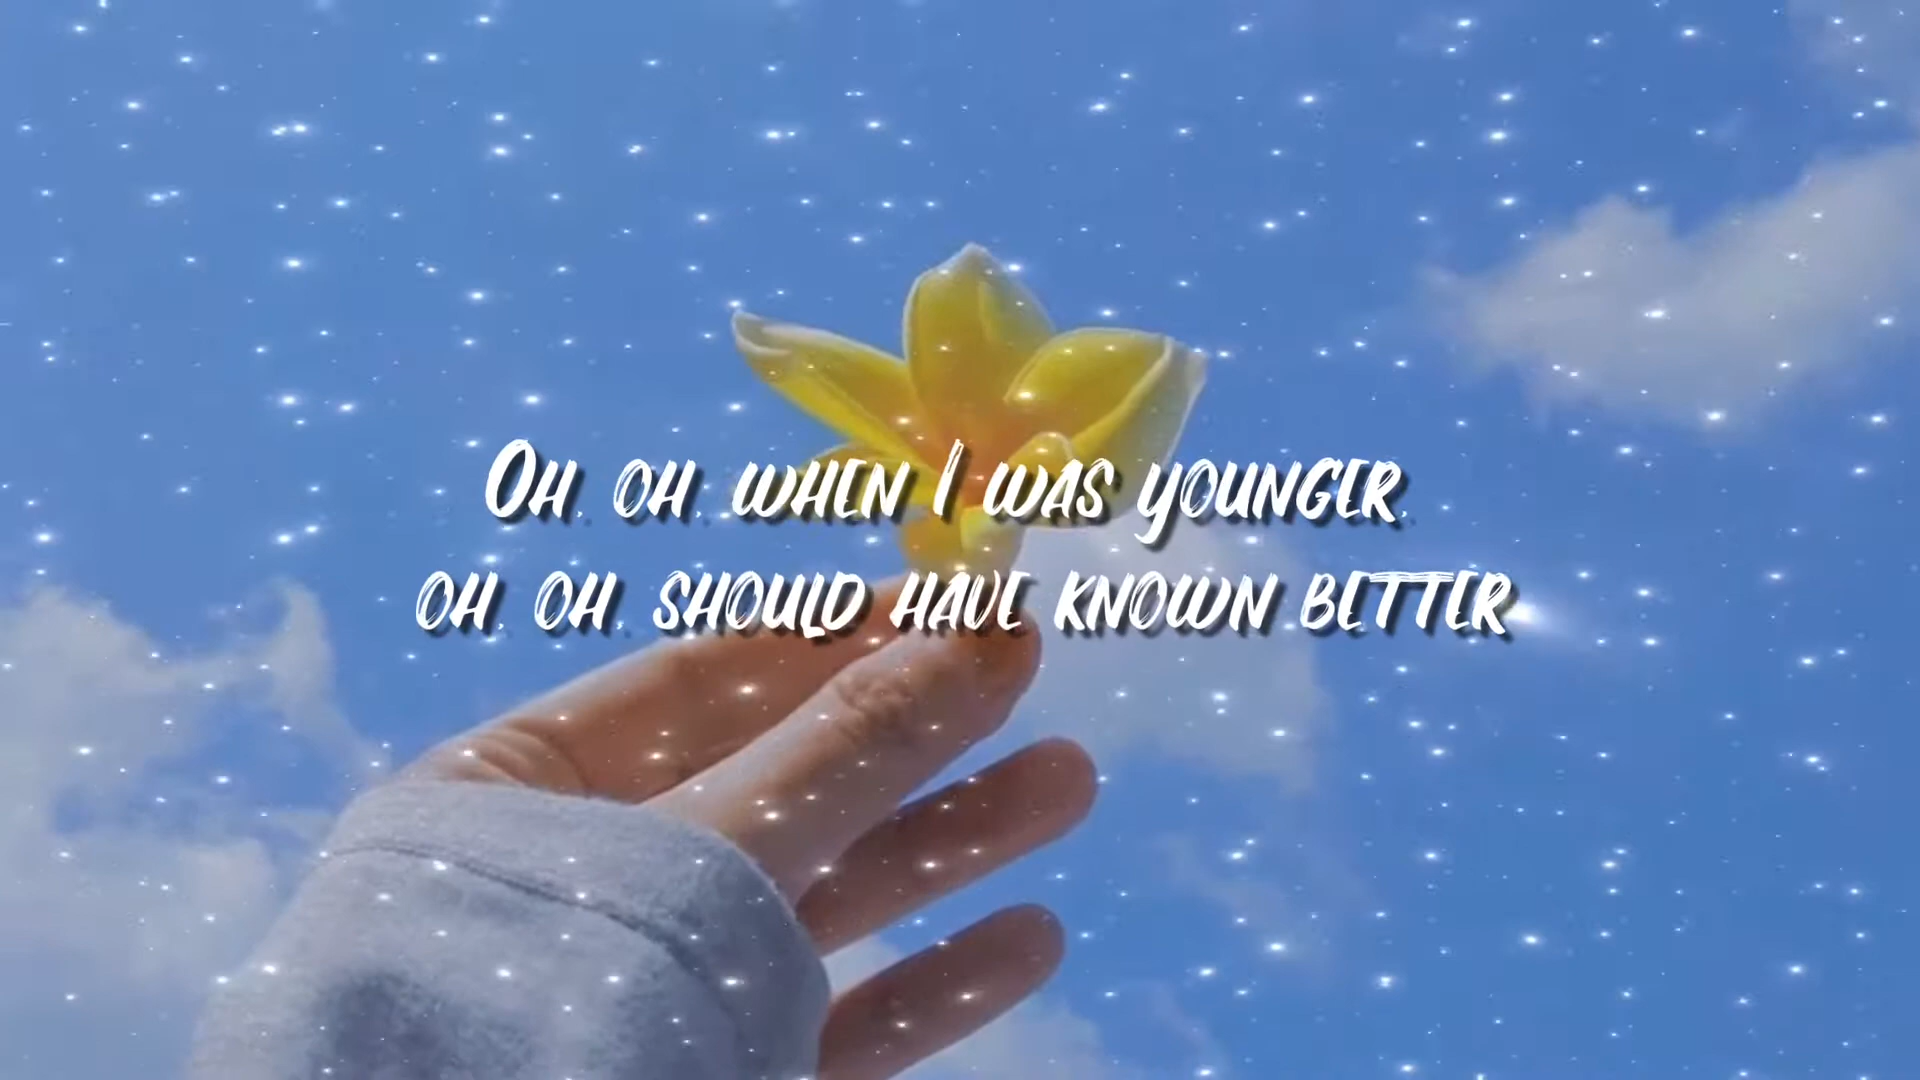 Oh, oh, when I was younger,
oh, oh, should have known better